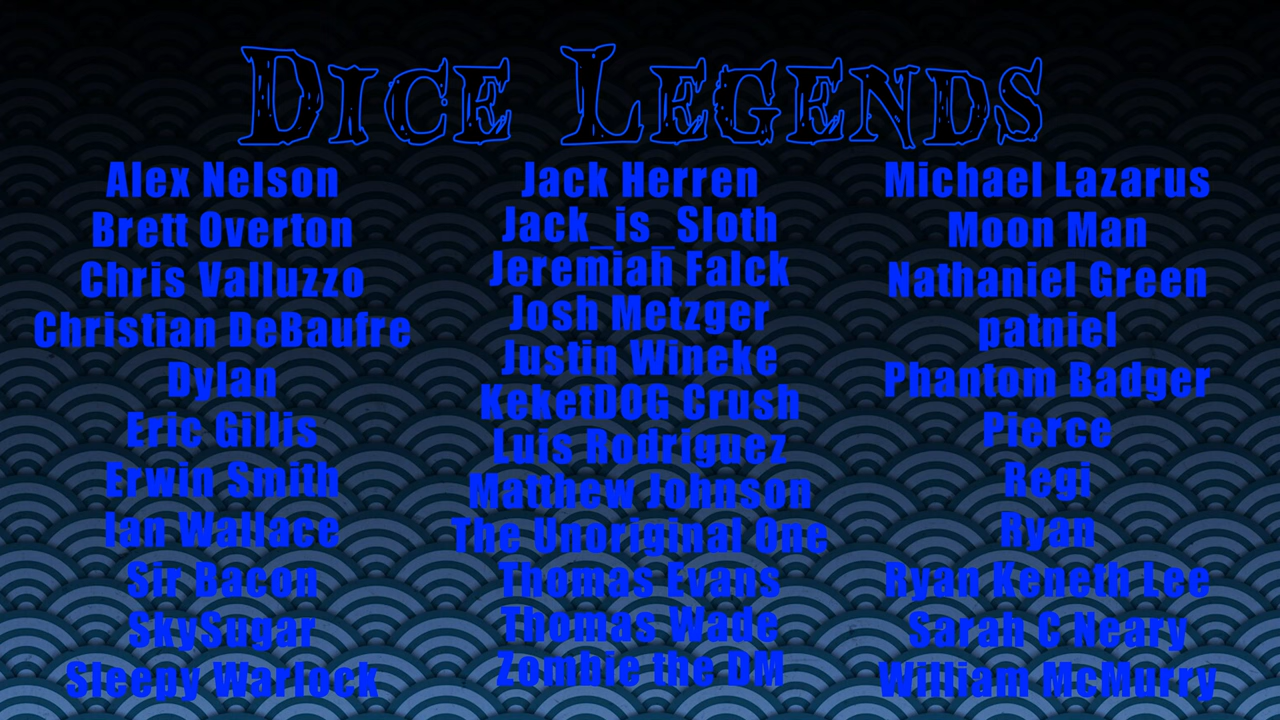 Dice Legends
Alex Nelson
Brett Overton
Chris Valluzzo
Christian DeBaufre
Dylan
Eric Gillis
Erwin Smith
Ian Wallace
Sir Bacon
SkySugar
Sleepy Warlock
Jack Herren
Jack_is_Sloth
Jeremiah Falck
Josh Metzger
Justin Wineke
KeketDOG Crush
Luis Rodriguez
Matthew Johnson
The Unoriginal One
Thomas Evans
Thomas Wade
Zombie the DM
Michael Lazarus
Moon Man
Nathaniel Green
patniel
Phantom Badger
Pierce
Regi
Ryan
Ryan Keneth Lee
Sarah C Neary
William McMurry